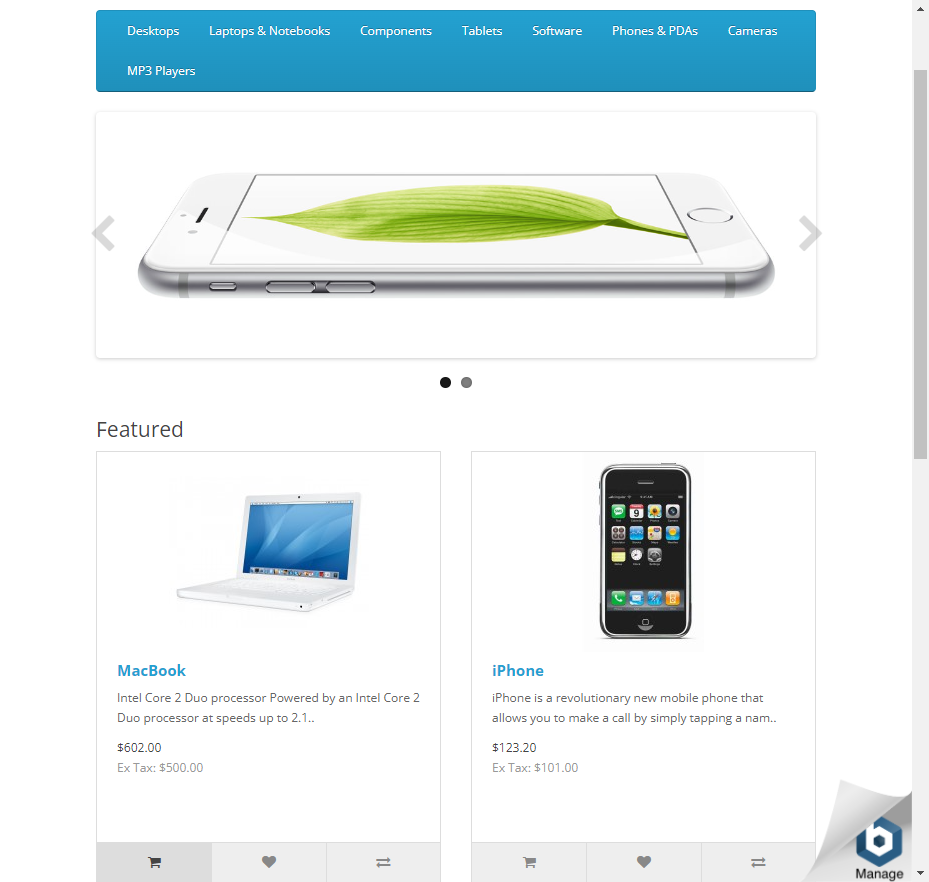 Desktops Laptops & Notebooks Components Tablets Software Phones & PDAs Cameras
MP3 Players
Featured
MacBook
Intel Core 2 Duo processor Powered by an Intel Core 2
Duo processor at speeds up to 2.1..
$602.00
Ex Tax: $500.00
iPhone
iPhone is a revolutionary new mobile phone that
allows you to make a call by simply tapping a nam..
$123.20
Ex Tax: $101.00
Manage